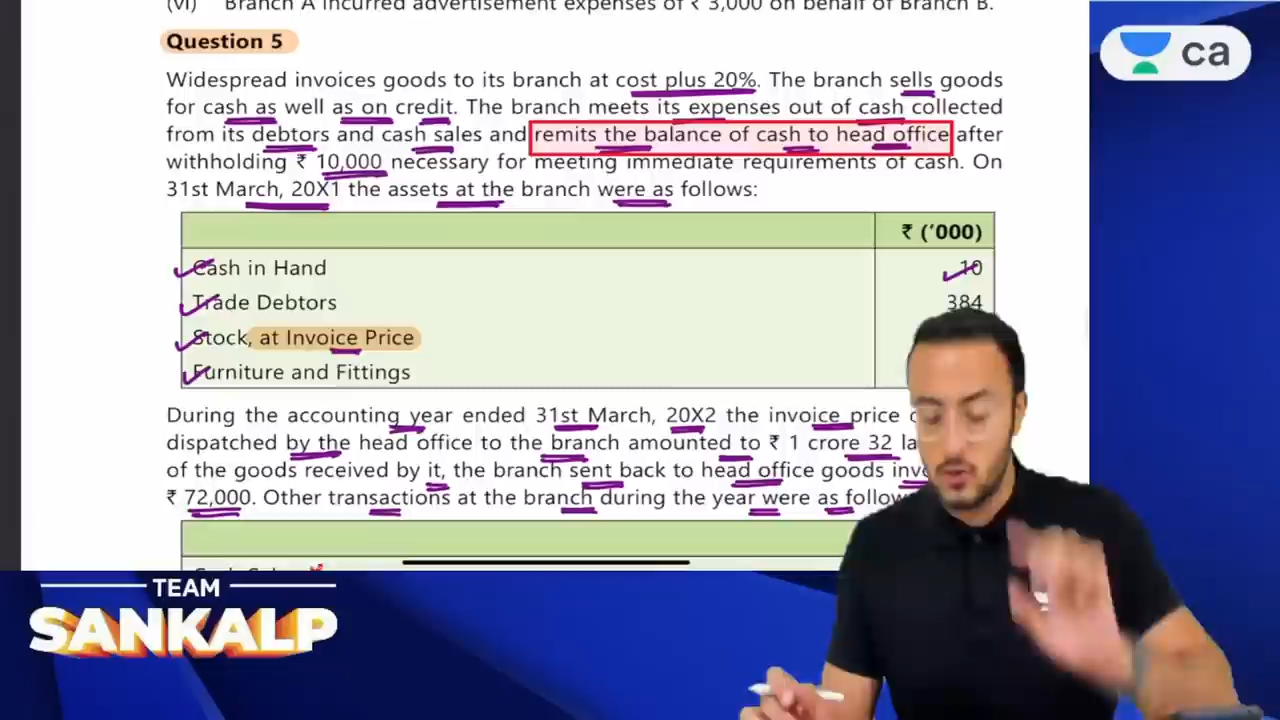 (vi) Branch A incurred advertisement expenses of ₹ 3,000 on behalf of Branch B.
Question 5
ca
Widespread invoices goods to its branch at cost plus 20%. The branch sells goods
for cash as well as on credit. The branch meets its expenses out of cash collected
from its debtors and cash sales and remits the balance of cash to head office after
withholding ₹ 10,000 necessary for meeting immediate requirements of cash. On
31st March, 20X1 the assets at the branch were as follows:
₹ ('000)
Cash in Hand 10
Trade Debtors 384
Stock, at Invoice Price
Furniture and Fittings
During the accounting year ended 31st March, 20X2 the invoice price
dispatched by the head office to the branch amounted to ₹ 1 crore 32
of the goods received by it, the branch sent back to head office goods
₹ 72,000. Other transactions at the branch during the year were as
TEAM
SANKALP